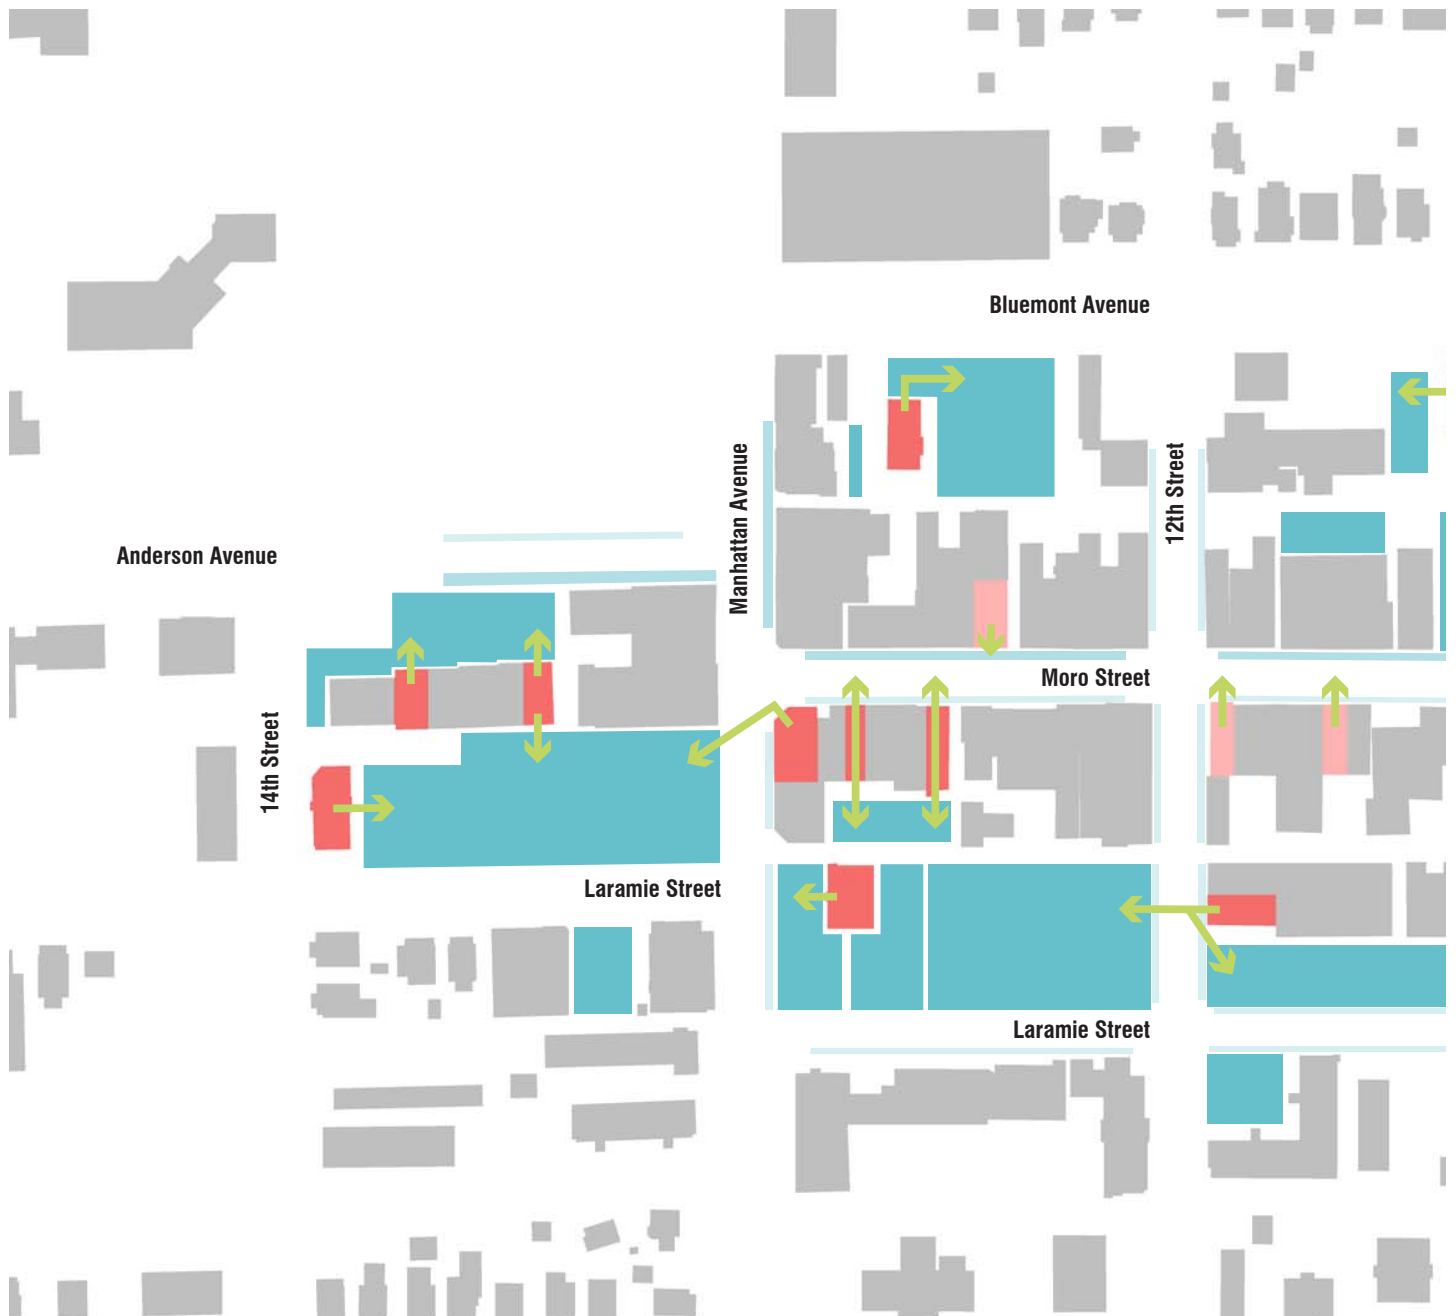 Bluemont Avenue
Manhattan Avenue
12th Street
Anderson Avenue
Moro Street
14th Street
Laramie Street
Laramie Street